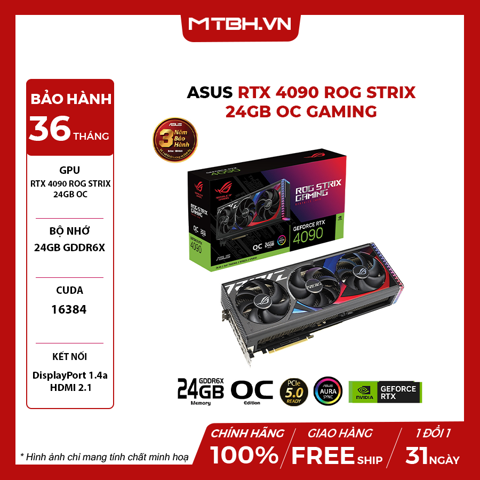 MTBH.VN
BẢO HÀNH
36 THÁNG
GPU
RTX 4090 ROG STRIX
24GB OC
BỘ NHỚ
24GB GDDR6X
CUDA
16384
KẾT NỐI
DisplayPort 1.4a
HDMI 2.1
ASUS RTX 4090 ROG STRIX
24GB OC GAMING
ASUS
3 Năm
Bảo Hành
ROG STRIX
GAMING
GEFORCE RTX
4090
OC
4090
24GB GDDR6X
Memory
OC
Edition
PCIe
5.0
READY
AURA
SYNC
NVIDIA
GEFORCE
RTX
* Hình ảnh chỉ mang tính chất minh hoạ
CHÍNH HÃNG
100%
GIAO HÀNG
FREE SHIP
1 ĐỔI 1
31 NGÀY